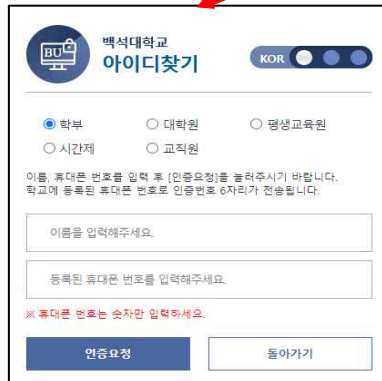 BU
백석대학교
아이디찾기
KOR
학부 대학원 평생교육원
시간제 교직원
이름, 휴대폰 번호를 입력 후 [인증요청]을 눌러주시기 바랍니다.
학교에 등록된 휴대폰 번호로 인증번호 6자리가 전송됩니다.
이름을 입력해주세요.
등록된 휴대폰 번호를 입력해주세요.
※ 휴대폰 번호는 숫자만 입력하세요.
인증요청 돌아가기